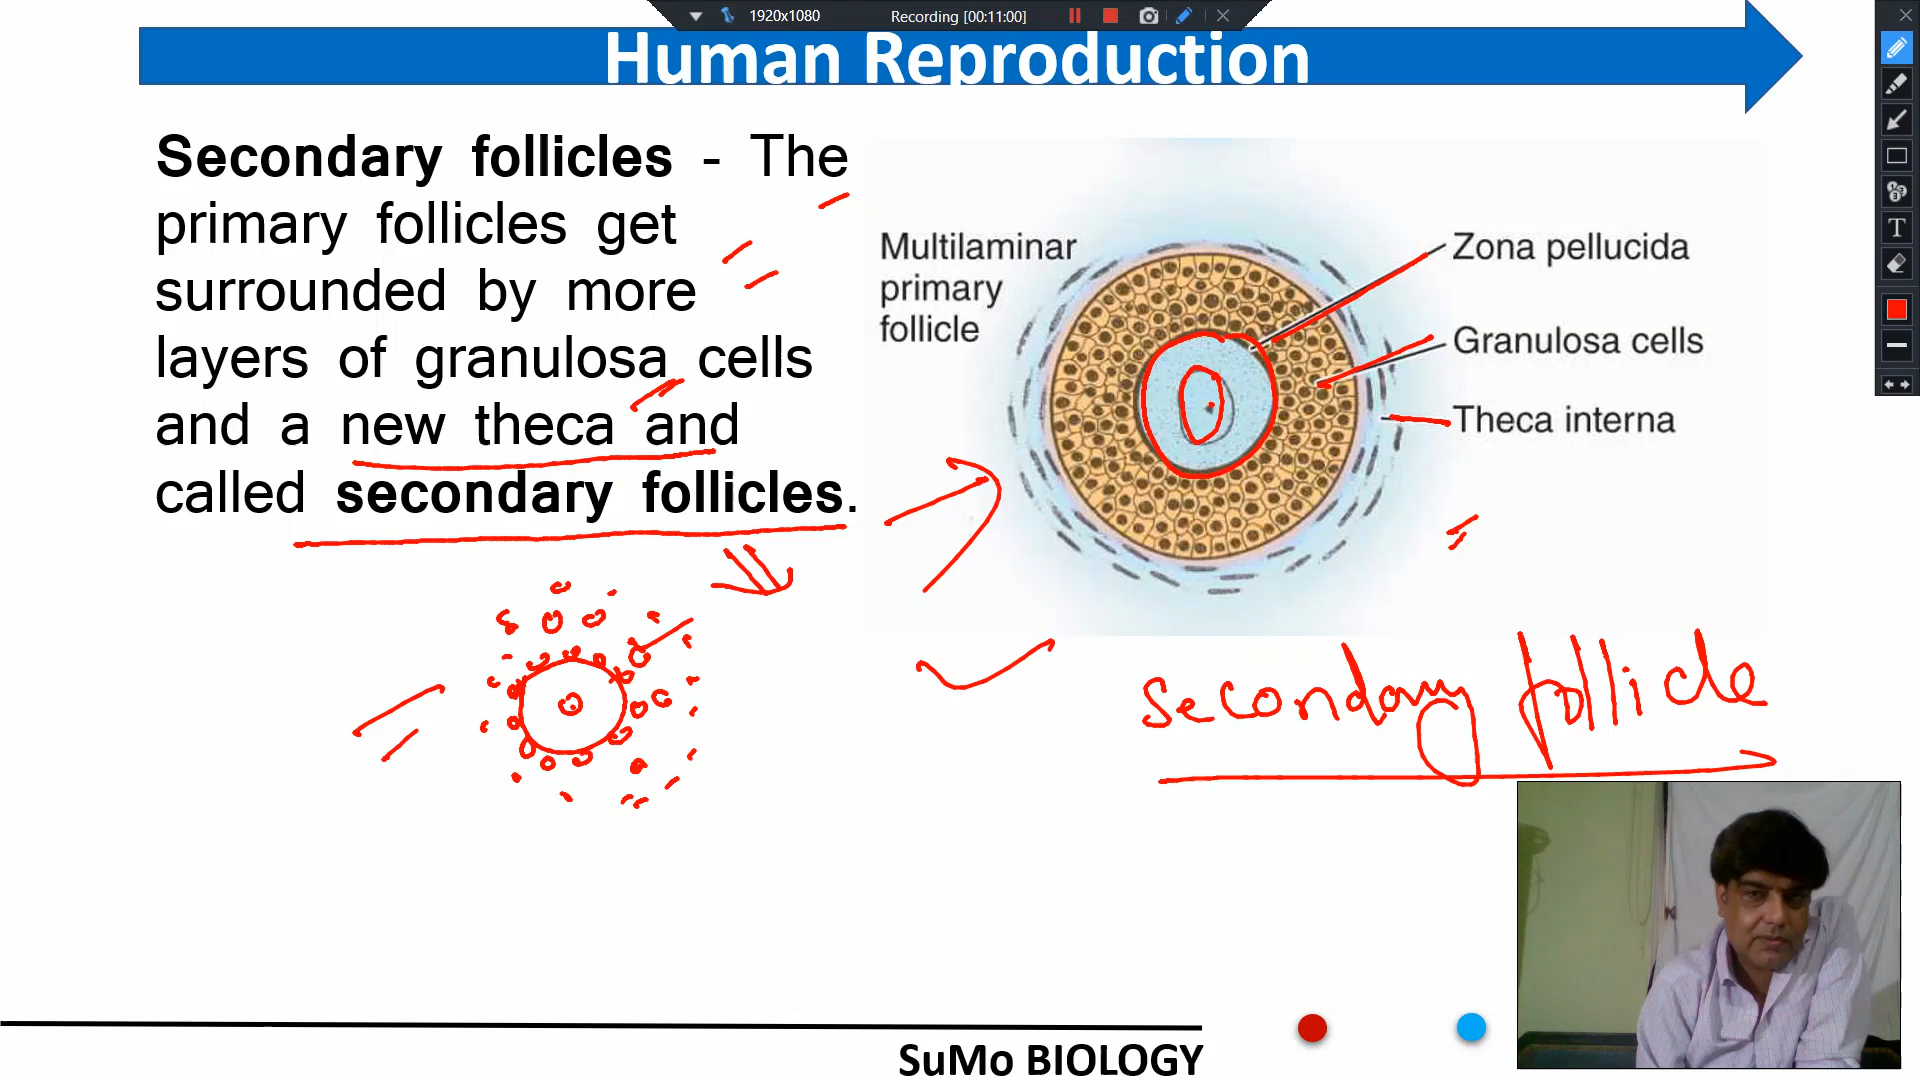 1920x1080
Recording [00:11:00]
Human Reproduction
Secondary follicles - The
primary follicles get
surrounded by more
layers of granulosa cells
and a new theca and
called secondary follicles.
Multilaminar
primary
follicle
Zona pellucida
Granulosa cells
Theca interna
secondary follicle
T
SuMo BIOLOGY